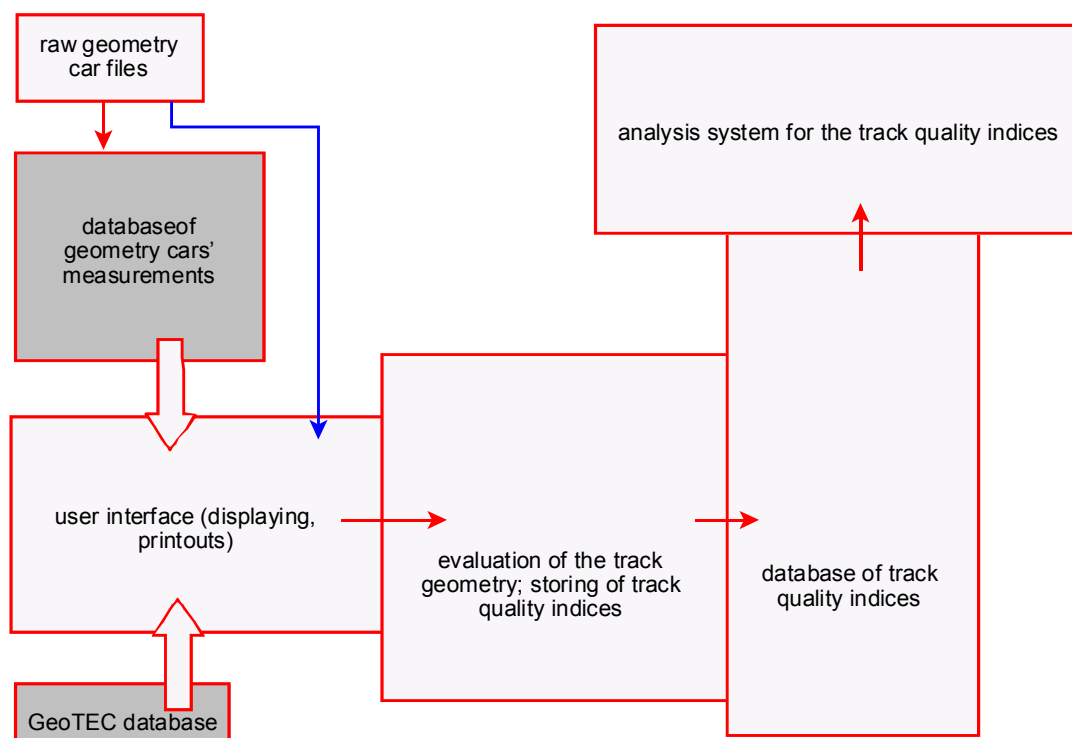 raw geometry
car files
analysis system for the track quality indices
databaseof
geometry cars’
measurements
user interface (displaying,
printouts)
evaluation of the track
geometry; storing of track
quality indices
database of track
quality indices
GeoTEC database